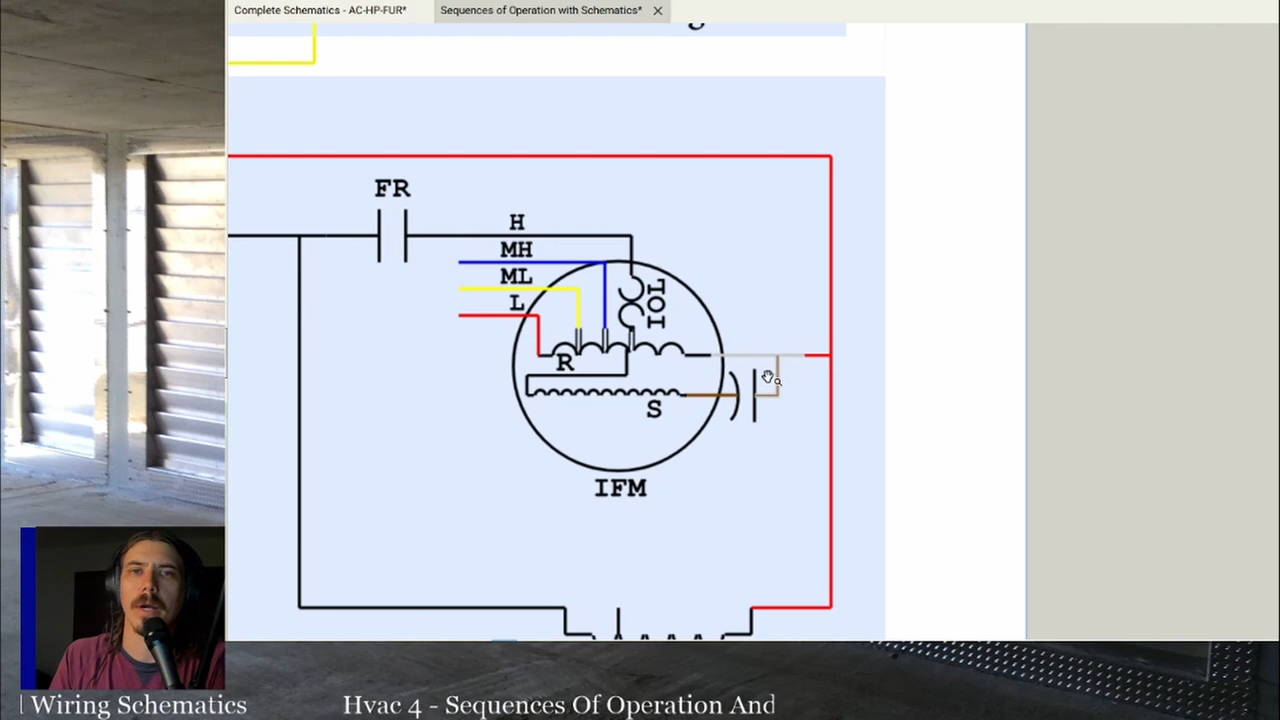 Complete Schematics - AC-HP-FUR*
Sequences of Operation with Schematics*
FR
H
MH
ML
L
IOL
R
S
IFM
Wiring Schematics
Hvac 4 - Sequences Of Operation And